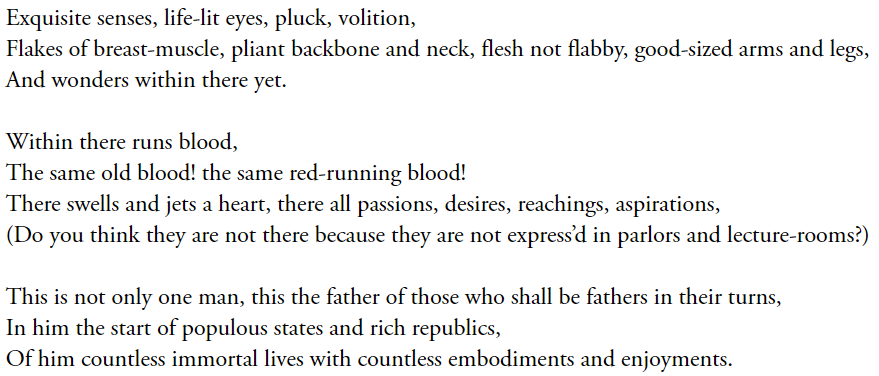 Exquisite senses, life-lit eyes, pluck, volition,
Flakes of breast-muscle, pliant backbone and neck, flesh not flabby, good-sized arms and legs,
And wonders within there yet.

Within there runs blood,
The same old blood! the same red-running blood!
There swells and jets a heart, there all passions, desires, reachings, aspirations,
(Do you think they are not there because they are not express’d in parlors and lecture-rooms?)

This is not only one man, this the father of those who shall be fathers in their turns,
In him the start of populous states and rich republics,
Of him countless immortal lives with countless embodiments and enjoyments.